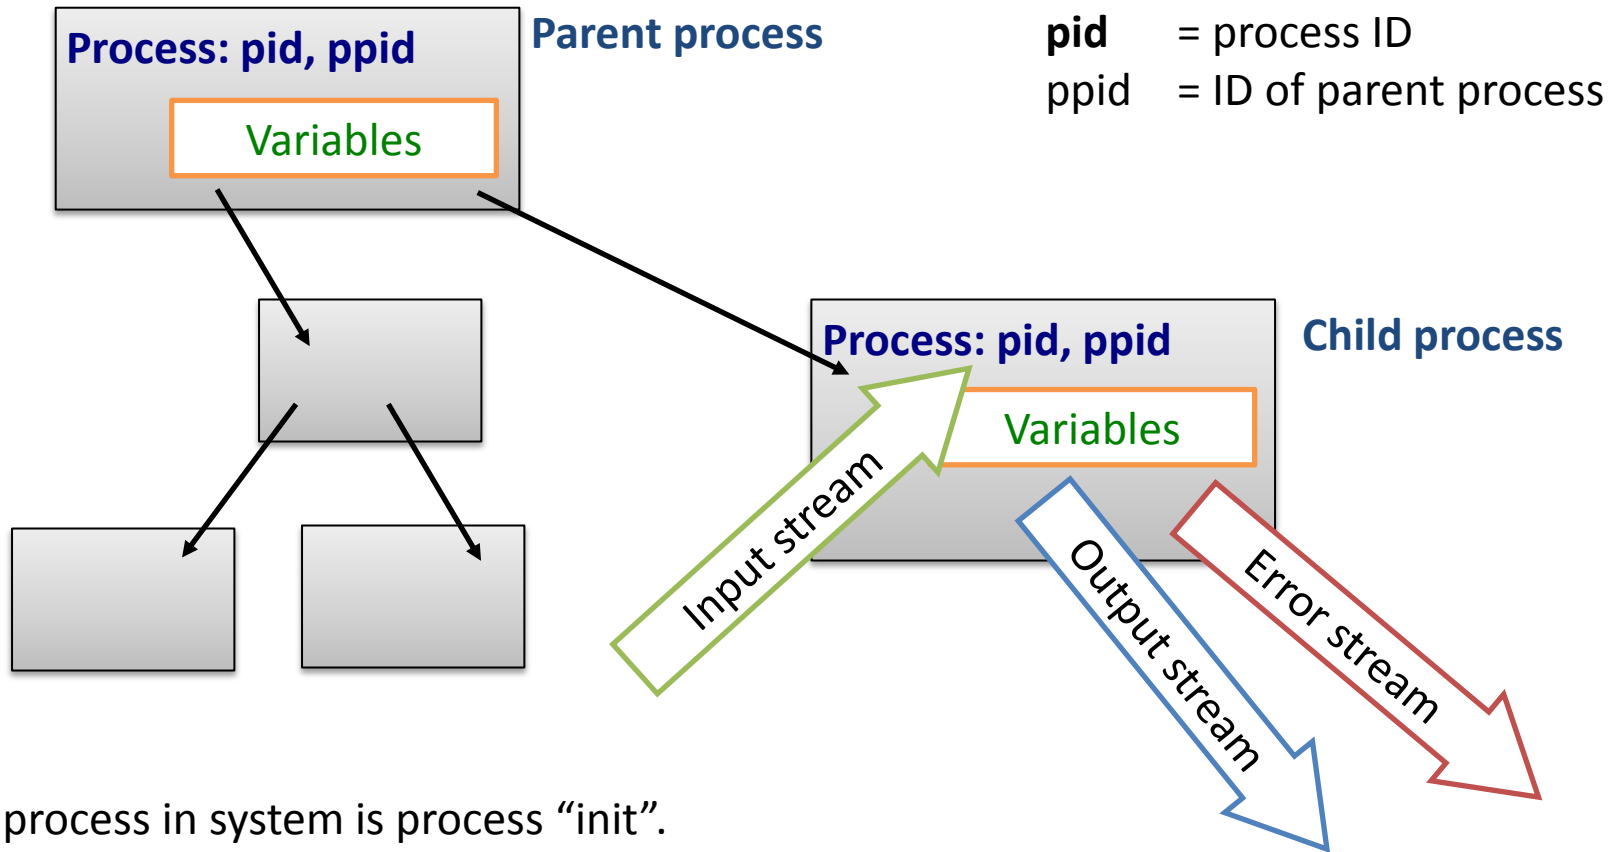 Process: pid, ppid
Parent process
pid = process ID
ppid = ID of parent process
Variables
Process: pid, ppid
Child process
Variables
Input stream
Output stream
Error stream
process in system is process “init”.